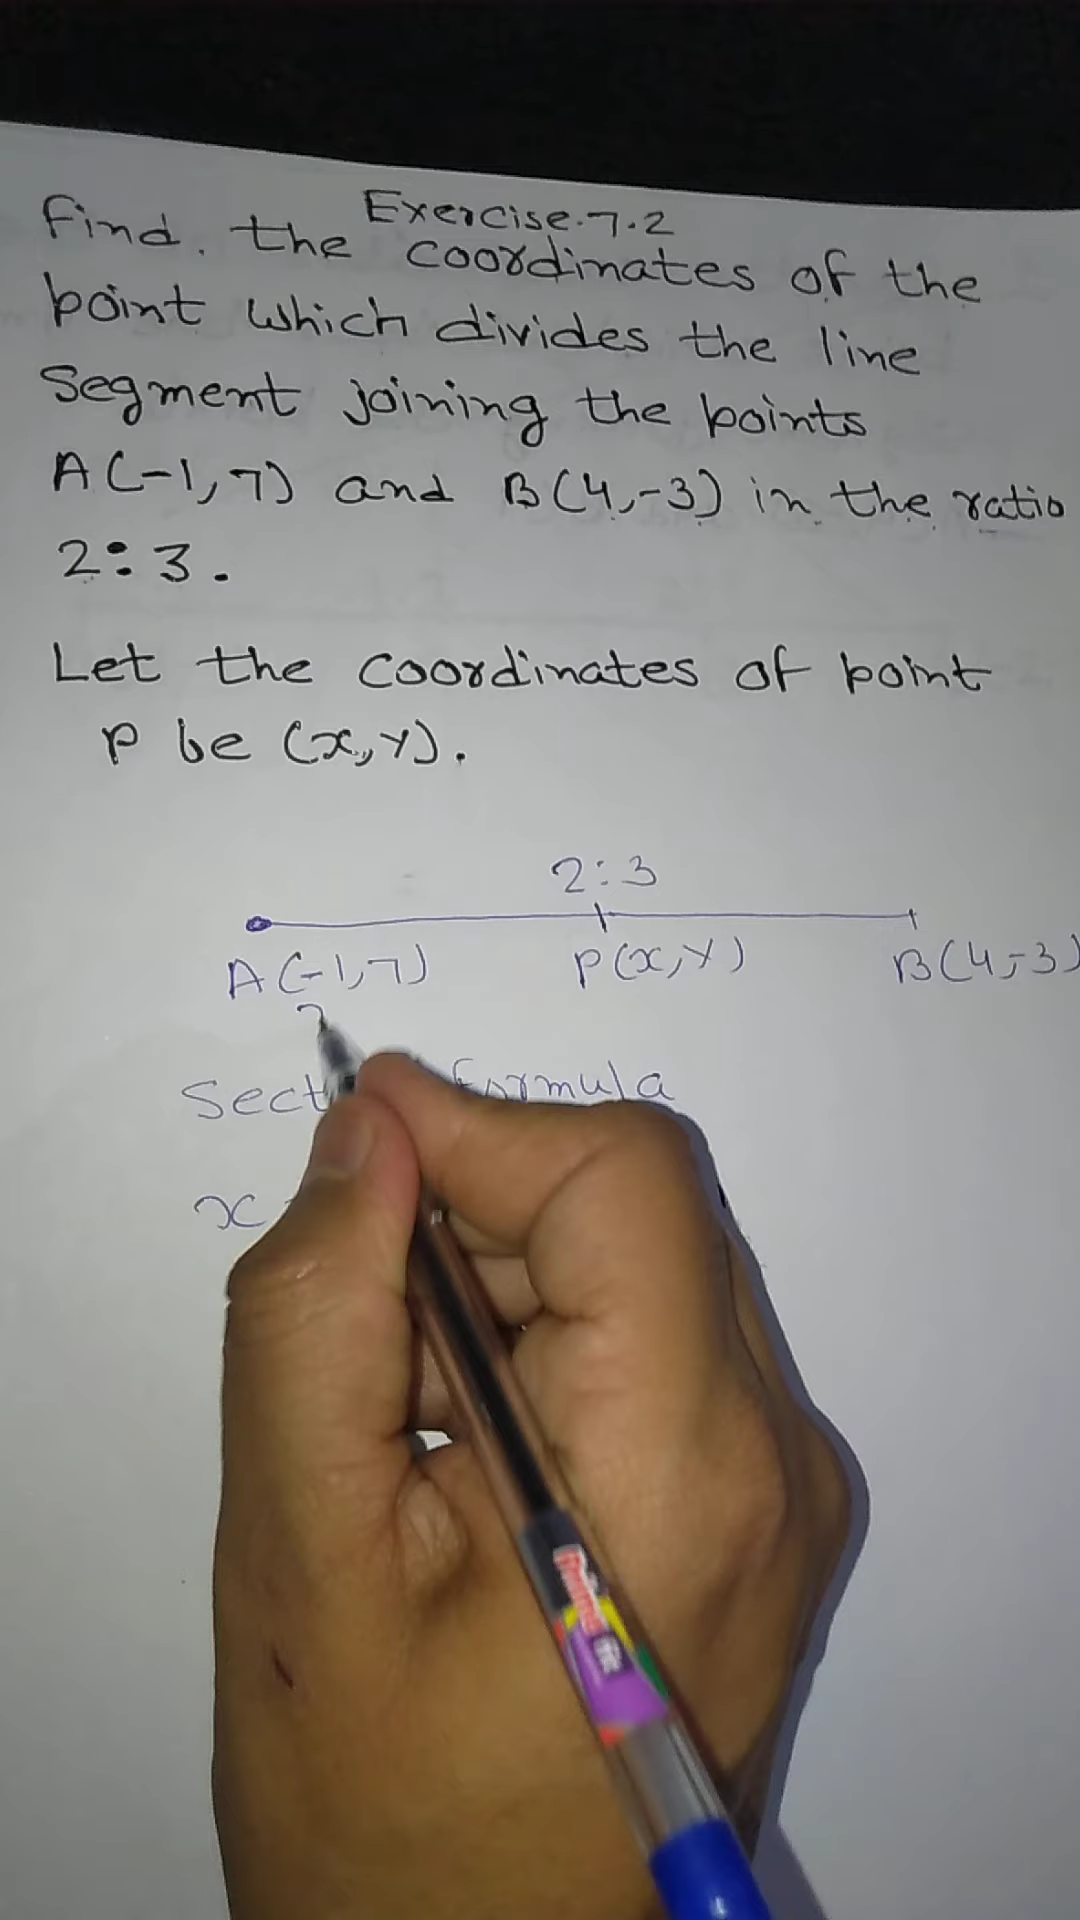 Exercise.7.2
Find. the coordinates of the
point which divides the line
Segment joining the points
A(-1,7) and B(4,-3) in the ratio
2:3.
Let the coordinates of point
P be (x,y).
2:3
A(-1,7) P(x,y) B(4,-3)
formula
x